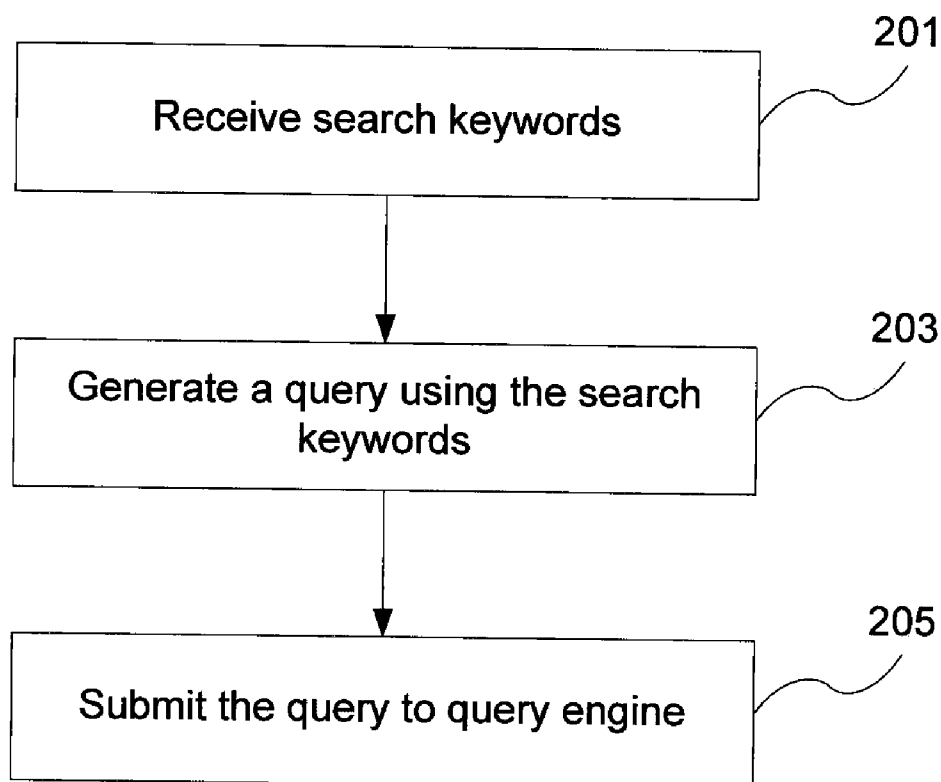 201
Receive search keywords
203
Generate a query using the search
keywords
205
Submit the query to query engine